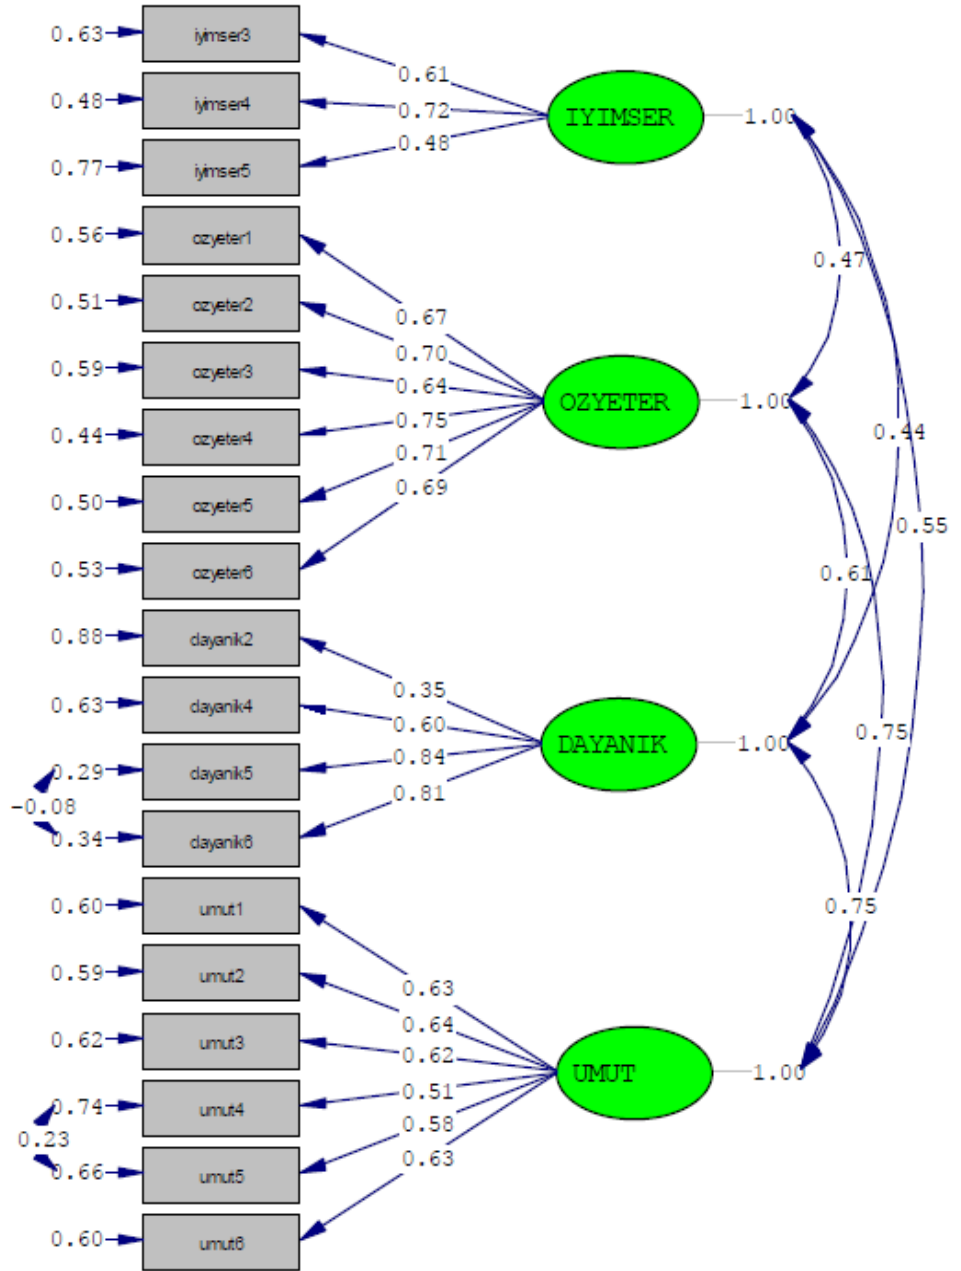 0.63 iyimser3
0.61
0.48 iyimser4
0.72
IYIMSER 1.00
0.48
0.77 iyimser5
0.56 ozyeter1
0.47
0.51 ozyeter2
0.67
0.70
0.59 ozyeter3
0.64
OZYETER 1.00
0.75
0.44 ozyeter4
0.44
0.71
0.69
0.50 ozyeter5
0.55
0.53 ozyeter6
0.61
0.88 dayanik2
0.35
0.63 dayanik4
0.60
0.75
DAYANIK 1.00
0.84
0.29 dayanik5
0.81
-0.08
0.34 dayanik6
0.60 umut1
0.75
0.59 umut2
0.63
0.64
0.62 umut3
0.62
UMUT 1.00
0.51
0.74 umut4
0.58
0.23
0.63
0.66 umut5
0.60 umut6